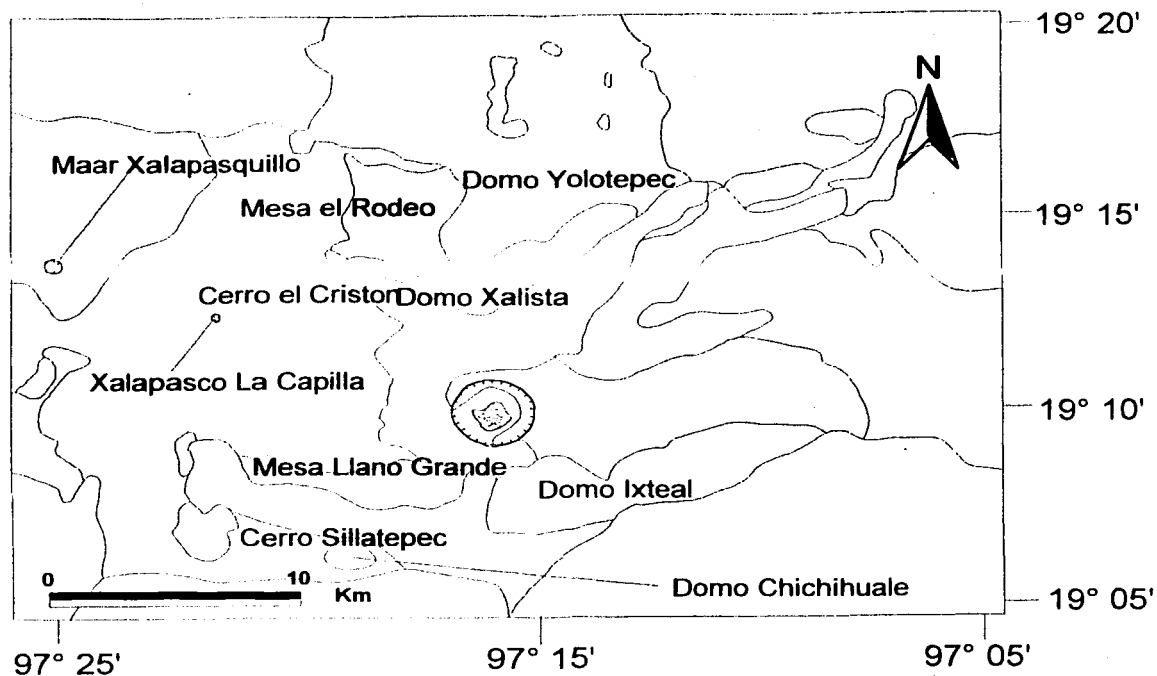 19° 20'
N
Maar Xalapasquillo
Domo Yolotepec
Mesa el Rodeo
19° 15'
Cerro el Criston
Domo Xalista
Xalapasco La Capilla
19° 10'
Mesa Llano Grande
Domo Ixteal
Cerro Sillatepec
0 10
Km
Domo Chichihuale
19° 05'
97° 25'
97° 15'
97° 05'